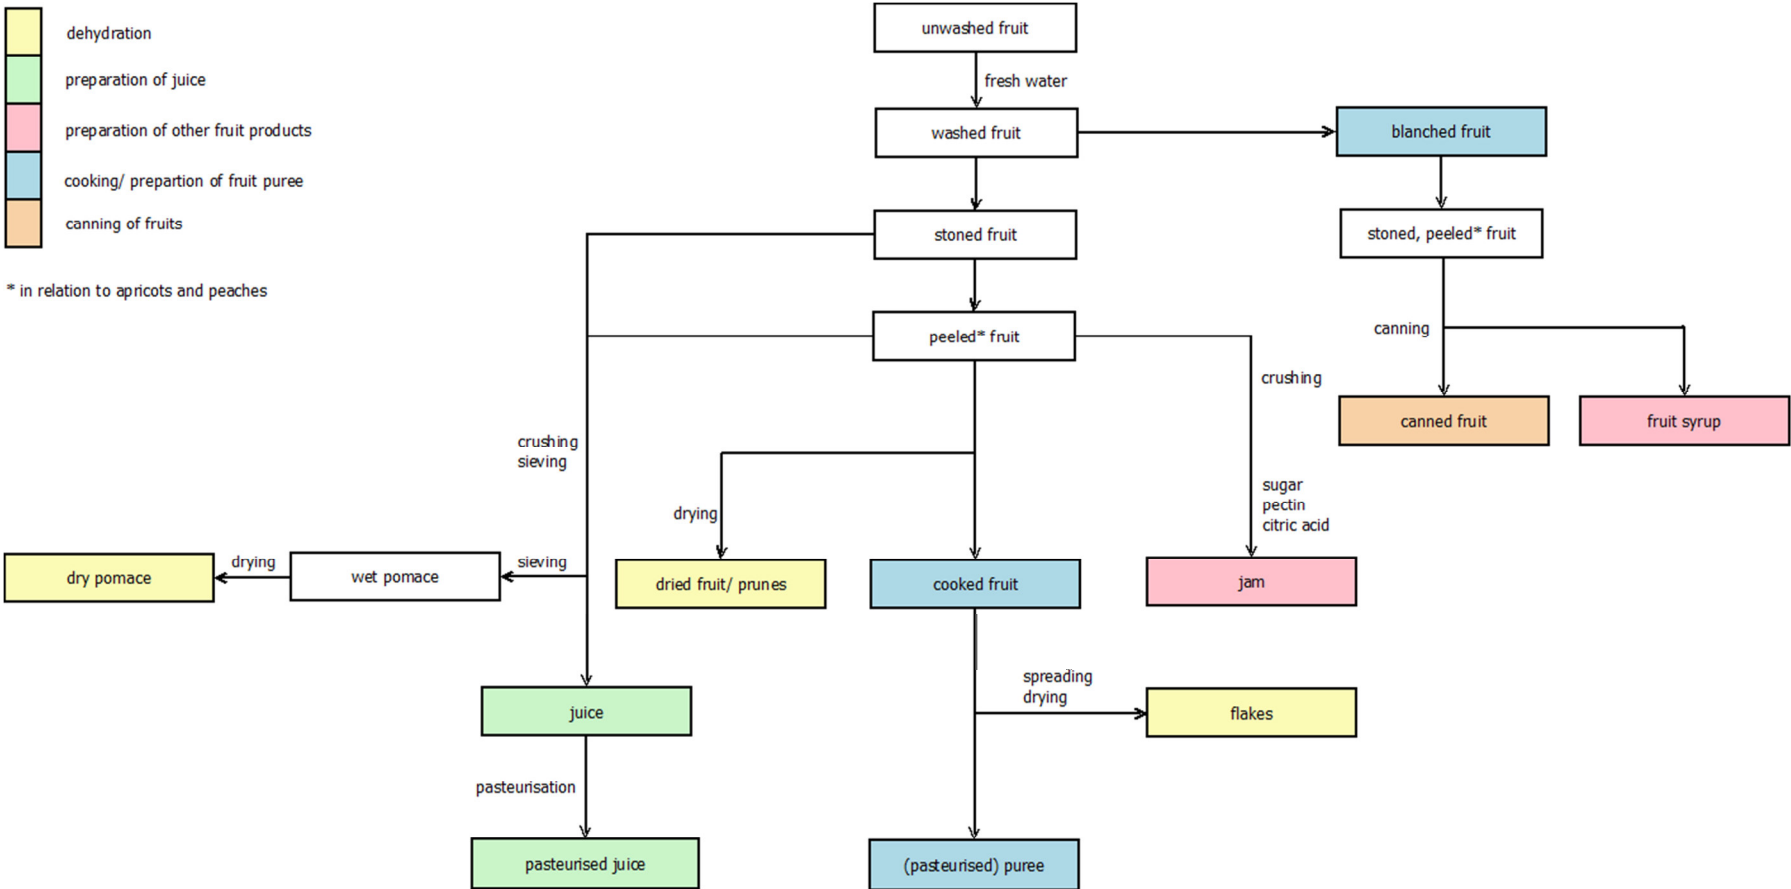 dehydration
preparation of juice
preparation of other fruit products
cooking/ prepartion of fruit puree
canning of fruits
* in relation to apricots and peaches
unwashed fruit
fresh water
washed fruit
blanched fruit
stoned fruit
stoned, peeled* fruit
peeled* fruit
canning
crushing
canned fruit
fruit syrup
crushing
sieving
sugar
pectin
citric acid
drying
dry pomace
drying
wet pomace
sieving
dried fruit/ prunes
cooked fruit
jam
spreading
drying
juice
flakes
pasteurisation
pasteurised juice
(pasteurised) puree